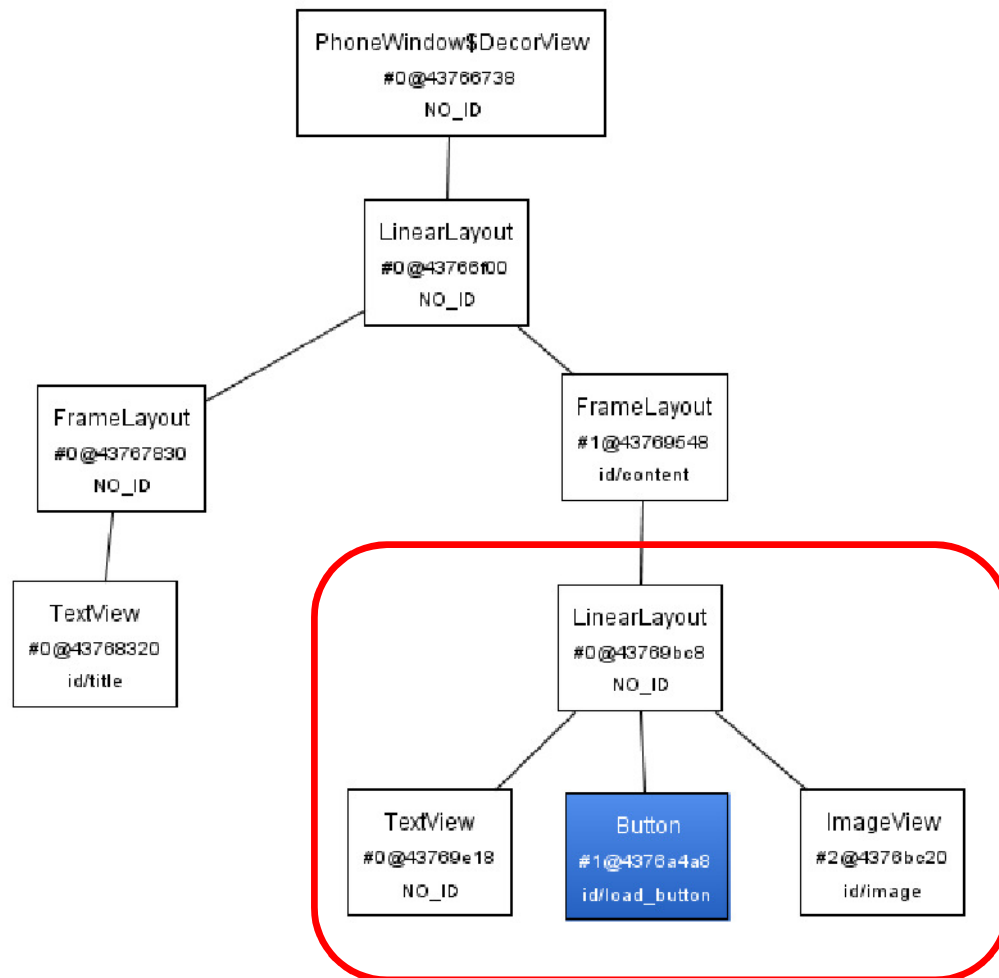 PhoneWindow$DecorView
#0@43766738
NO_ID
LinearLayout
#0@43766f00
NO_ID
FrameLayout
#0@43767830
NO_ID
FrameLayout
#1@43769548
id/content
TextView
#0@43768320
id/title
LinearLayout
#0@43769bc8
NO_ID
TextView
#0@43769e18
NO_ID
Button
#1@4376a4a8
id/load_button
ImageView
#2@4376bc20
id/image